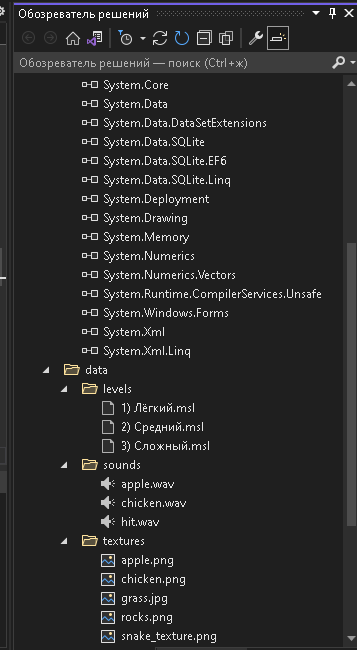 Обозреватель решений
Обозреватель решений — поиск (Ctrl+ж)
System.Core
System.Data
System.Data.DataSetExtensions
System.Data.SQLite
System.Data.SQLite.EF6
System.Data.SQLite.Linq
System.Deployment
System.Drawing
System.Memory
System.Numerics
System.Numerics.Vectors
System.Runtime.CompilerServices.Unsafe
System.Windows.Forms
System.Xml
System.Xml.Linq
data
levels
1) Лёгкий.msl
2) Средний.msl
3) Сложный.msl
sounds
apple.wav
chicken.wav
hit.wav
textures
apple.png
chicken.png
grass.jpg
rocks.png
snake_texture.png